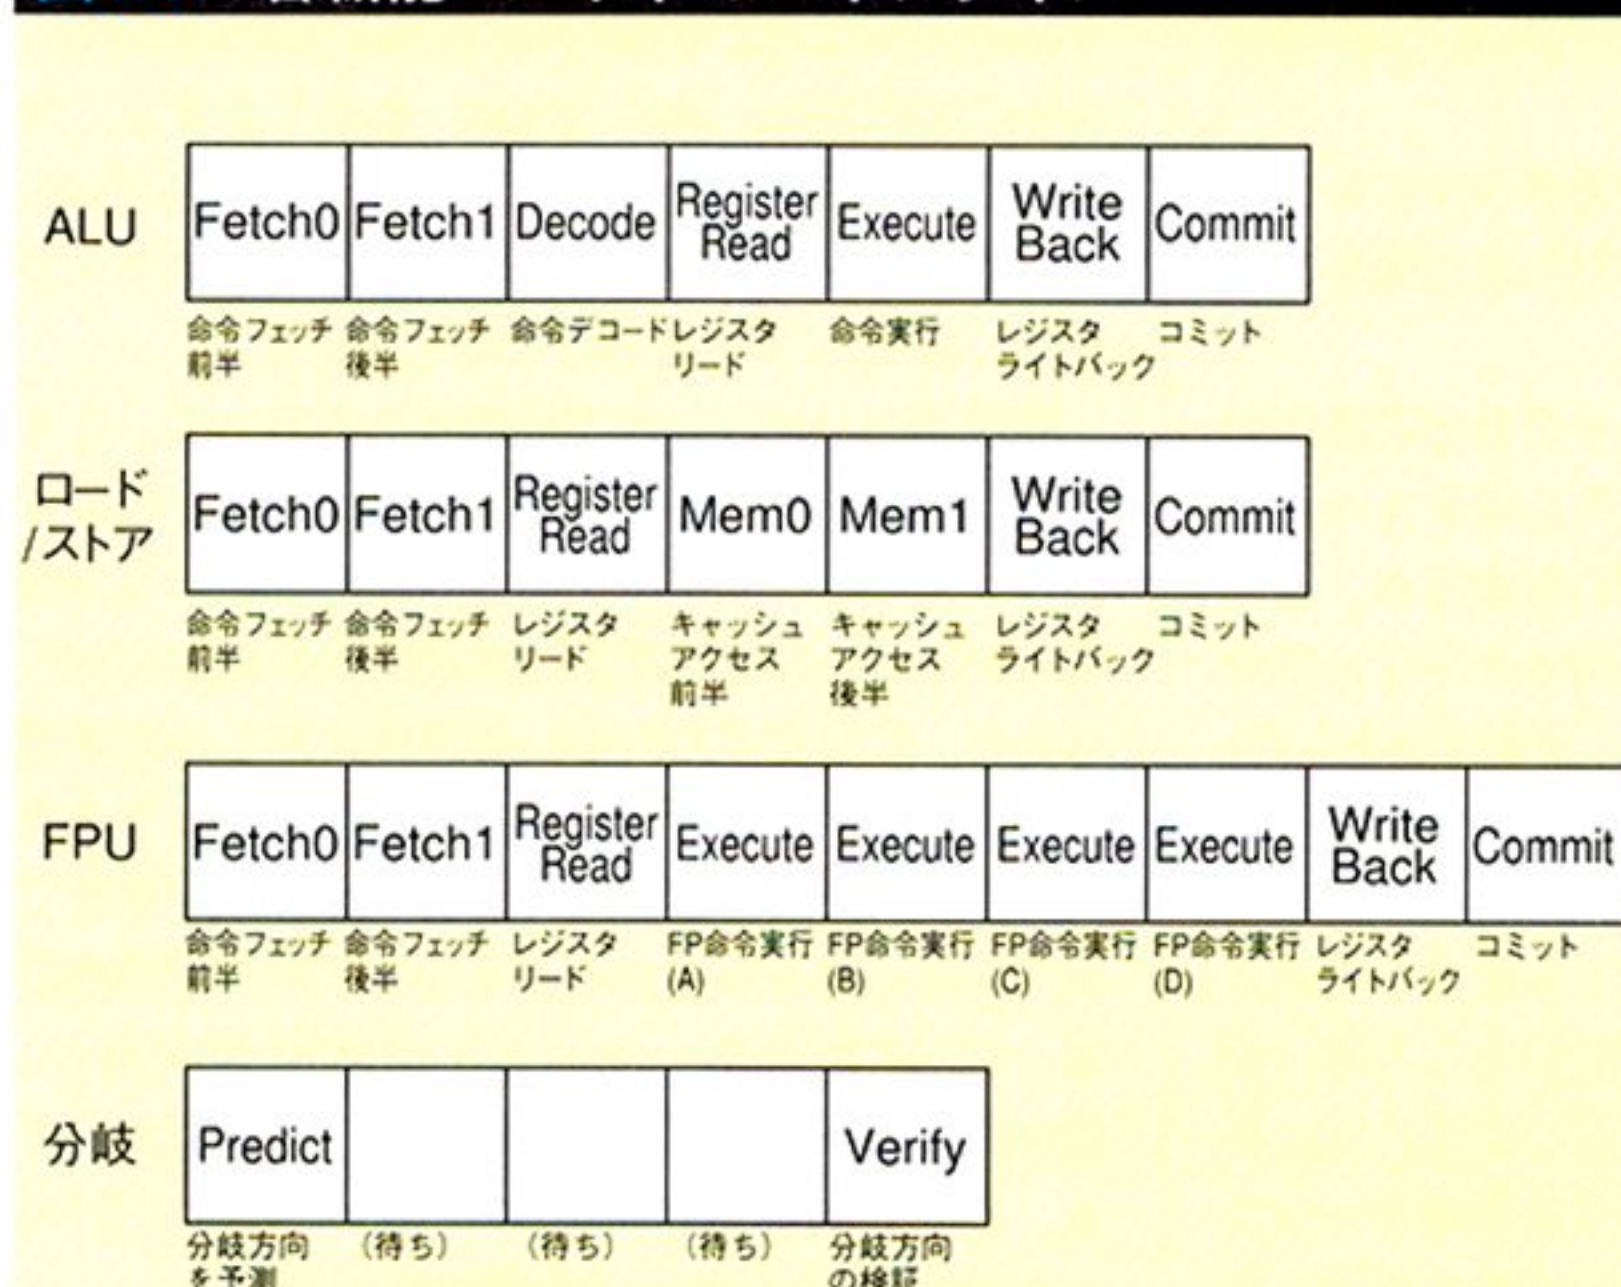 ALU
Fetch0 Fetch1 Decode Register Read Execute Write Back Commit
命令フェッチ前半 命令フェッチ後半 命令デコード レジスタリード 命令実行 レジスタライトバック コミット
ロード/ストア
Fetch0 Fetch1 Register Read Mem0 Mem1 Write Back Commit
命令フェッチ前半 命令フェッチ後半 レジスタリード キャッシュアクセス前半 キャッシュアクセス後半 レジスタライトバック コミット
FPU
Fetch0 Fetch1 Register Read Execute Execute Execute Execute Write Back Commit
命令フェッチ前半 命令フェッチ後半 レジスタリード FP命令実行(A) FP命令実行(B) FP命令実行(C) FP命令実行(D) レジスタライトバック コミット
分岐
Predict Verify
分岐方向を予測 (待ち) (待ち) (待ち) 分岐方向の検証